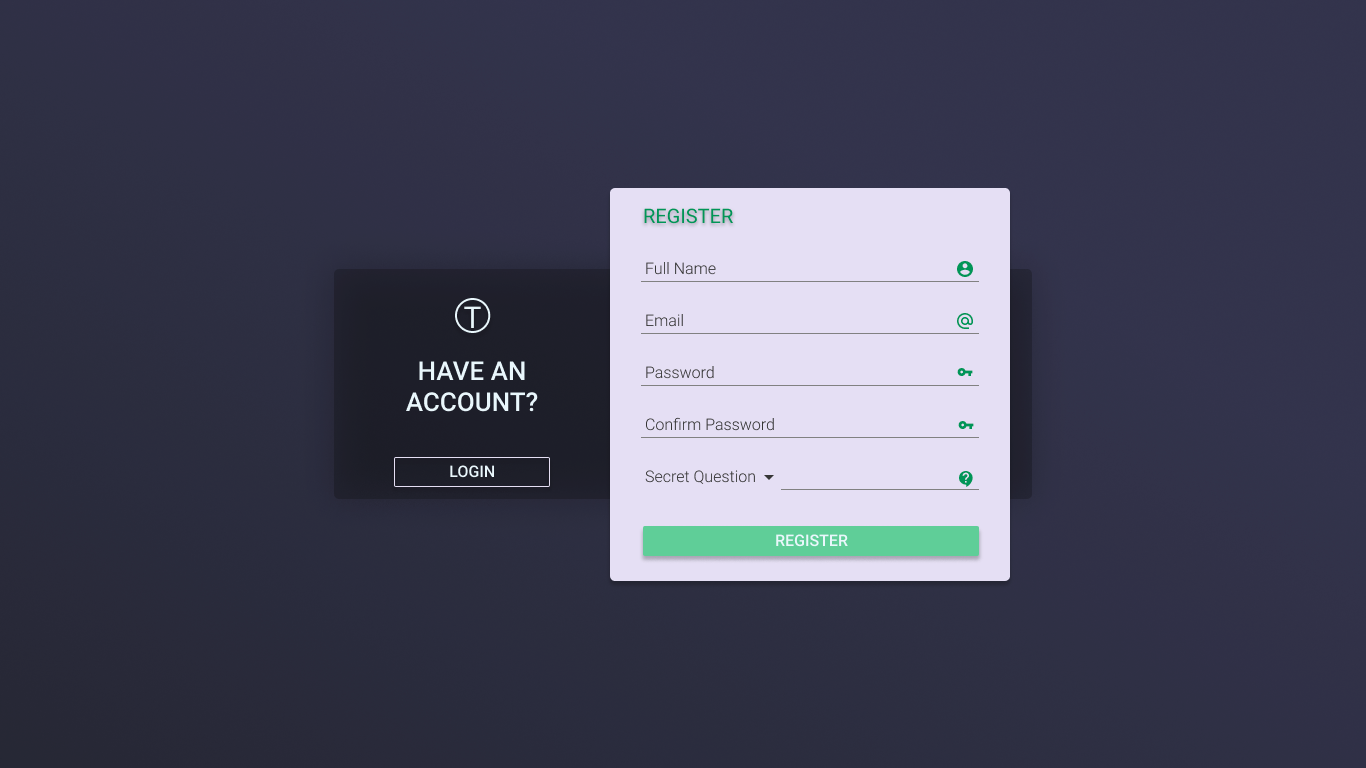 T
HAVE AN
ACCOUNT?
LOGIN
REGISTER
Full Name
Email
@
Password
Confirm Password
Secret Question
?
REGISTER